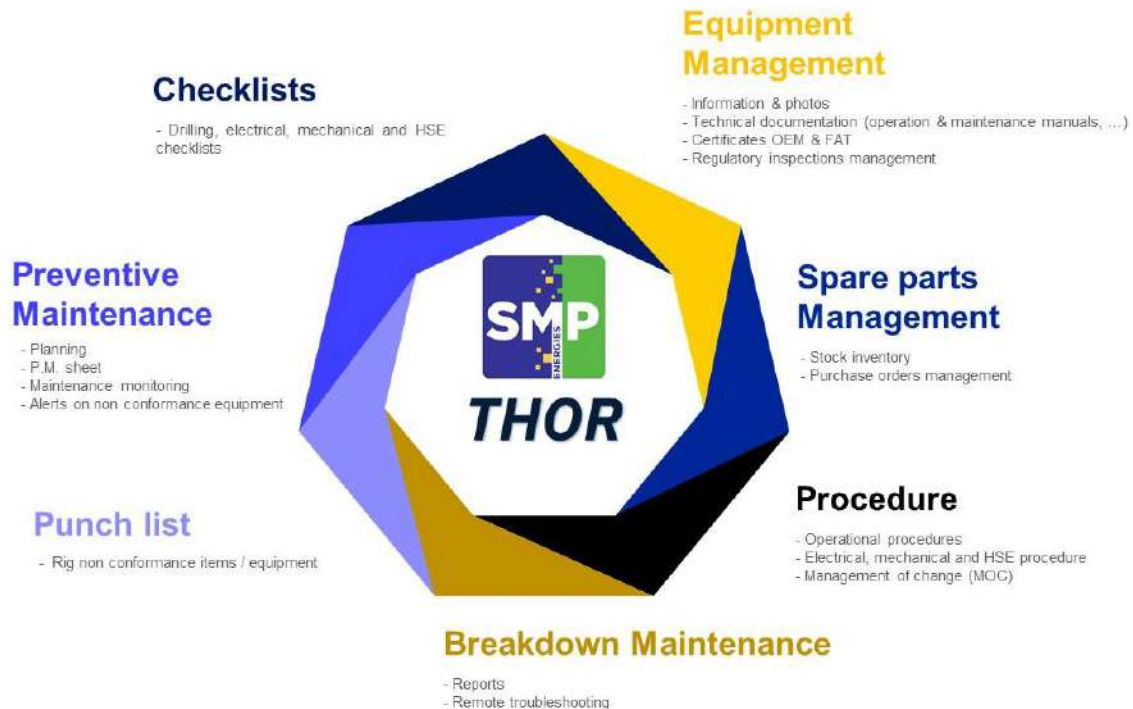 Equipment
Management
- Information & photos
- Technical documentation (operation & maintenance manuals, ...)
- Certificates OEM & FAT
- Regulatory inspections management
Checklists
- Drilling, electrical, mechanical and HSE
checklists
Preventive
Maintenance
- Planning
- P.M. sheet
- Maintenance monitoring
- Alerts on non conformance equipment
SMP
ENERGIES
THOR
Spare parts
Management
- Stock inventory
- Purchase orders management
Punch list
- Rig non conformance items / equipment
Procedure
- Operational procedures
- Electrical, mechanical and HSE procedure
- Management of change (MOC)
Breakdown Maintenance
- Reports
- Remote troubleshooting